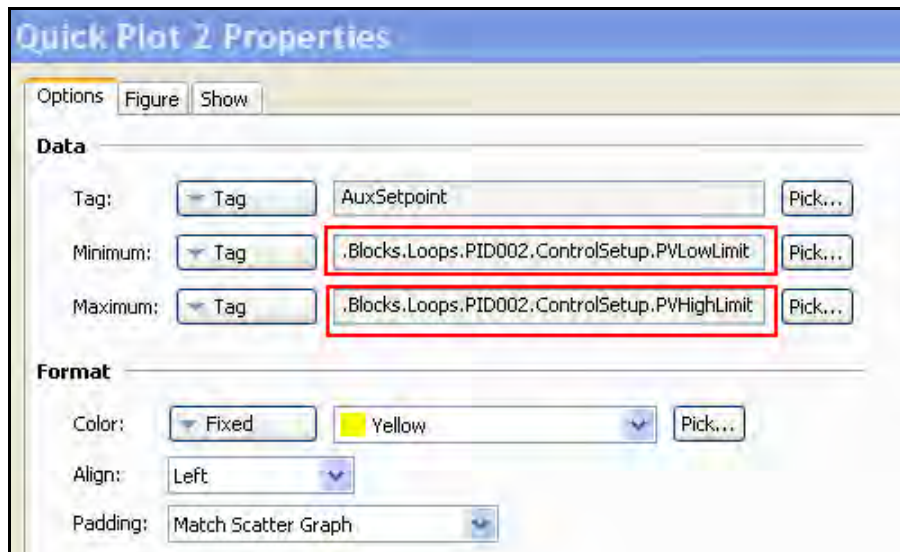 Quick Plot 2 Properties
Options Figure Show
Data
Tag: Tag AuxSetpoint Pick...
Minimum: Tag .Blocks.Loops.PID002.ControlSetup.PVLowLimit Pick...
Maximum: Tag .Blocks.Loops.PID002.ControlSetup.PVHighLimit Pick...
Format
Color: Fixed Yellow Pick...
Align: Left
Padding: Match Scatter Graph